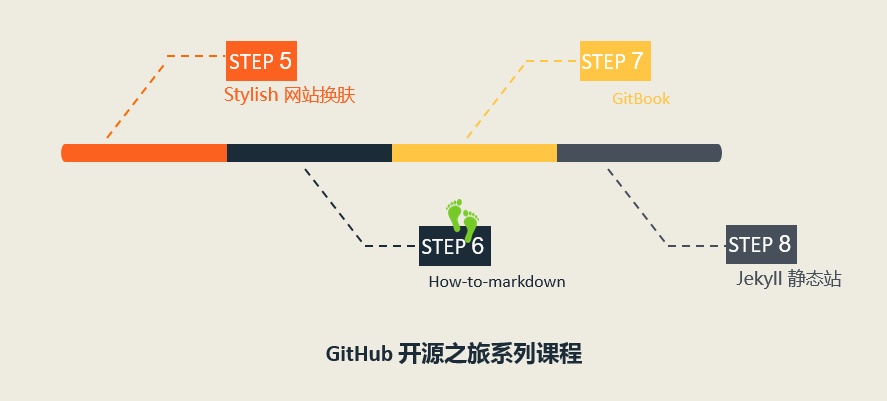 STEP 5
Stylish 网站换肤
STEP 7
GitBook
STEP 6
How-to-markdown
STEP 8
Jekyll 静态站
GitHub 开源之旅系列课程